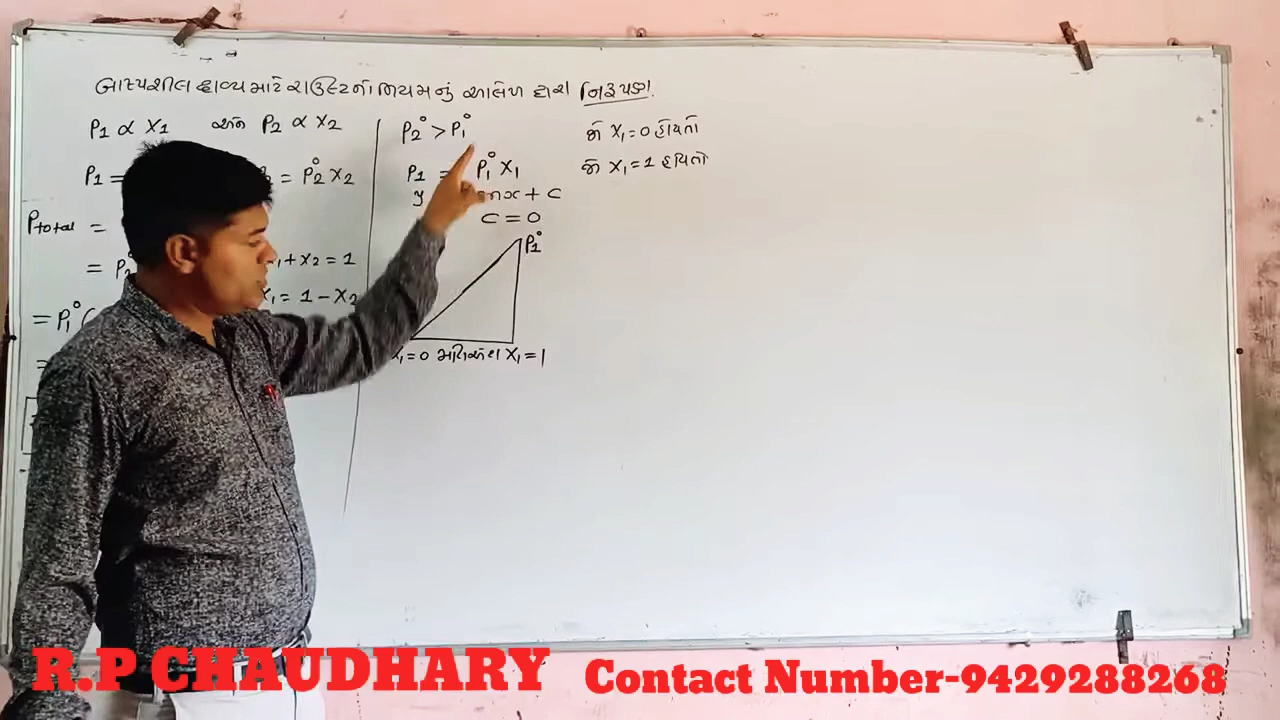 બાષ્પશીલ દ્રાવ્ય માટે રાઉલ્ટનો નિયમનું આલેખ દ્વારા નિરૂપણ.
P1 ∝ X1 અને P2 ∝ X2
P1 = = P2° X2
Ptotal =
= P2° x1 + x2 = 1
= P1° ( x1 = 1 - x2
P2° > P1°
P1 = P1° X1
y mx + c
c = 0
P1°
X1 = 0 મોલઅંશ X1 = 1
જો X1 = 0 હોયતો
જો X1 = 1 હોયતો
R.P CHAUDHARY
Contact Number-9429288268